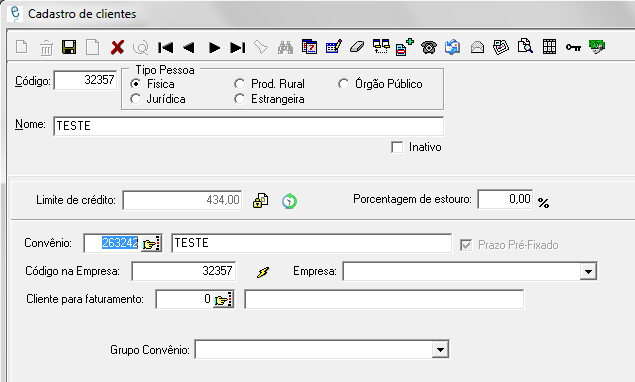 Cadastro de clientes
Código: 32357
Tipo Pessoa
Fisica Prod. Rural Órgão Público
Jurídica Estrangeira
Nome: TESTE
Inativo
Limite de crédito: 434,00 Porcentagem de estouro: 0,00 %
Convênio: 263242 TESTE Prazo Pré-Fixado
Código na Empresa: 32357 Empresa:
Cliente para faturamento: 0
Grupo Convênio: